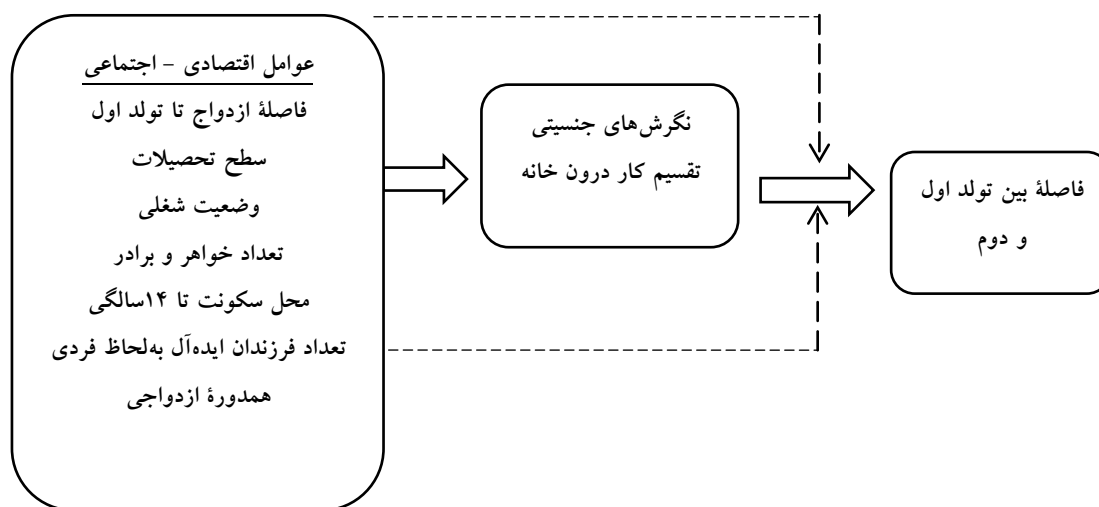 عوامل اقتصادی - اجتماعی
فاصلهٔ ازدواج تا تولد اول
سطح تحصیلات
وضعیت شغلی
تعداد خواهر و برادر
محل سکونت تا ۱۴سالگی
تعداد فرزندان ایده‌آل به‌لحاظ فردی
همدورهٔ ازدواجی
نگرش‌های جنسیتی
تقسیم کار درون خانه
فاصلهٔ بین تولد اول
و دوم